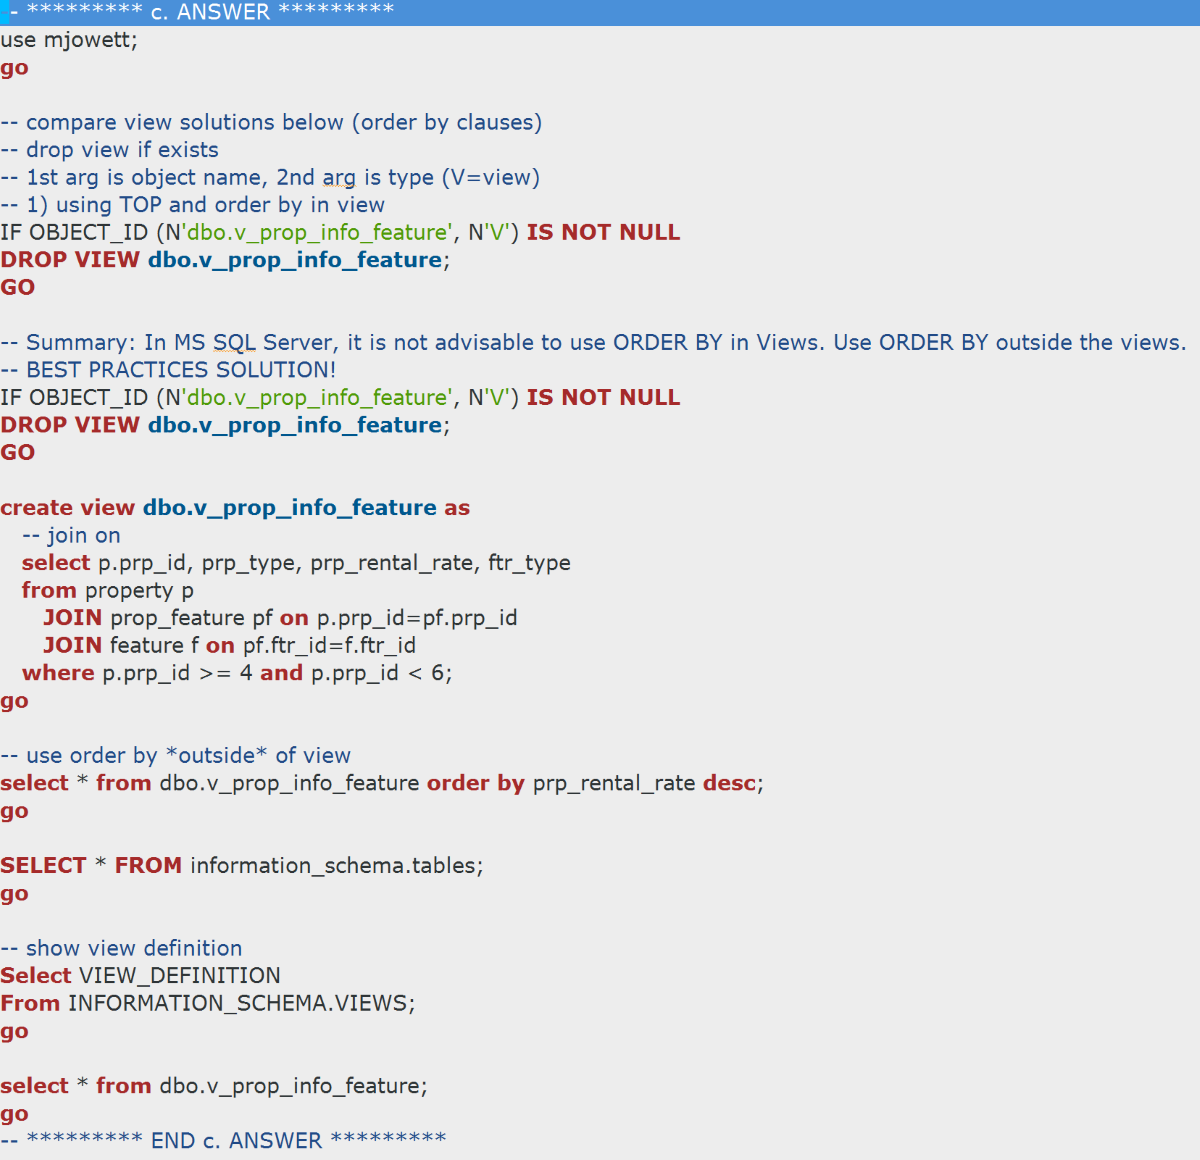 - ********* c. ANSWER *********
use mjowett;
go
-- compare view solutions below (order by clauses)
-- drop view if exists
-- 1st arg is object name, 2nd arg is type (V=view)
-- 1) using TOP and order by in view
IF OBJECT_ID (N'dbo.v_prop_info_feature', N'V') IS NOT NULL
DROP VIEW dbo.v_prop_info_feature;
GO
-- Summary: In MS SQL Server, it is not advisable to use ORDER BY in Views. Use ORDER BY outside the views.
-- BEST PRACTICES SOLUTION!
IF OBJECT_ID (N'dbo.v_prop_info_feature', N'V') IS NOT NULL
DROP VIEW dbo.v_prop_info_feature;
GO
create view dbo.v_prop_info_feature as
-- join on
select p.prp_id, prp_type, prp_rental_rate, ftr_type
from property p
JOIN prop_feature pf on p.prp_id=pf.prp_id
JOIN feature f on pf.ftr_id=f.ftr_id
where p.prp_id >= 4 and p.prp_id < 6;
go
-- use order by *outside* of view
select * from dbo.v_prop_info_feature order by prp_rental_rate desc;
go
SELECT * FROM information_schema.tables;
go
-- show view definition
Select VIEW_DEFINITION
From INFORMATION_SCHEMA.VIEWS;
go
select * from dbo.v_prop_info_feature;
go
-- ********* END c. ANSWER *********